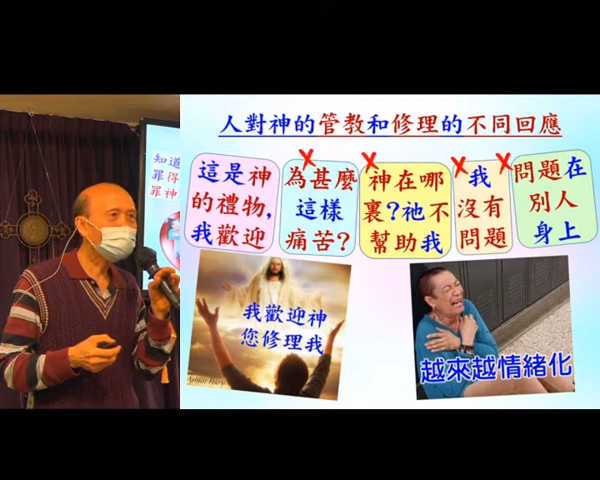 人對神的管教和修理的不同回應
這是神
的禮物,
我歡迎
為甚麼
這樣
痛苦?
神在哪
裏?祂不
幫助我
我
沒有
問題
問題在
別人
身上
知道
罪得
罪神
我歡迎神
您修理我
越來越情緒化